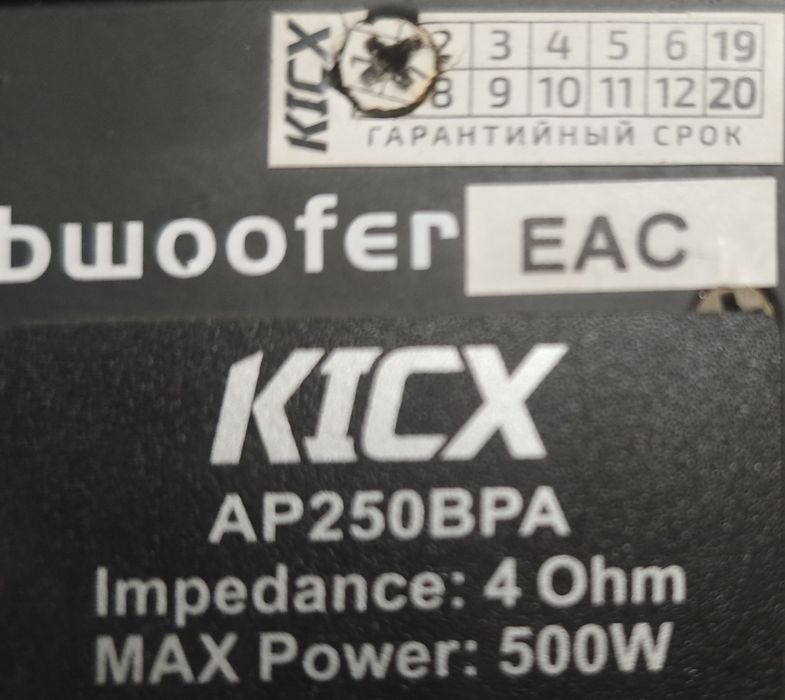 KICX
2 3 4 5 6 19
8 9 10 11 12 20
ГАРАНТИЙНЫЙ СРОК
bwoofer
EAC
KICX
AP250BPA
Impedance: 4 Ohm
MAX Power: 500W